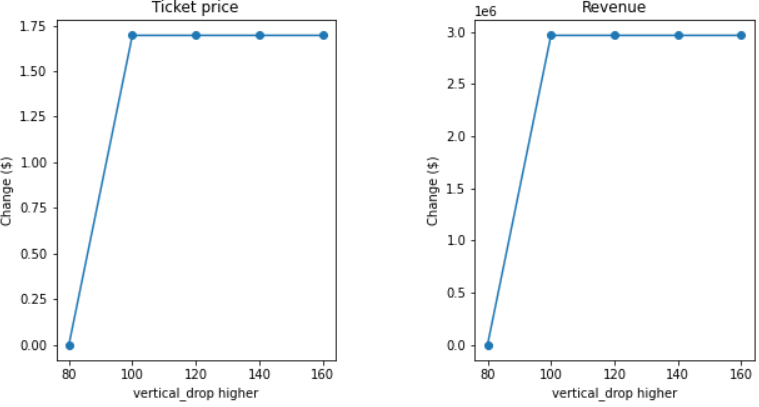 Ticket price
Change ($)
1.75
1.50
1.25
1.00
0.75
0.50
0.25
0.00
80 100 120 140 160
vertical_drop higher
Revenue
1e6
Change ($)
3.0
2.5
2.0
1.5
1.0
0.5
0.0
80 100 120 140 160
vertical_drop higher